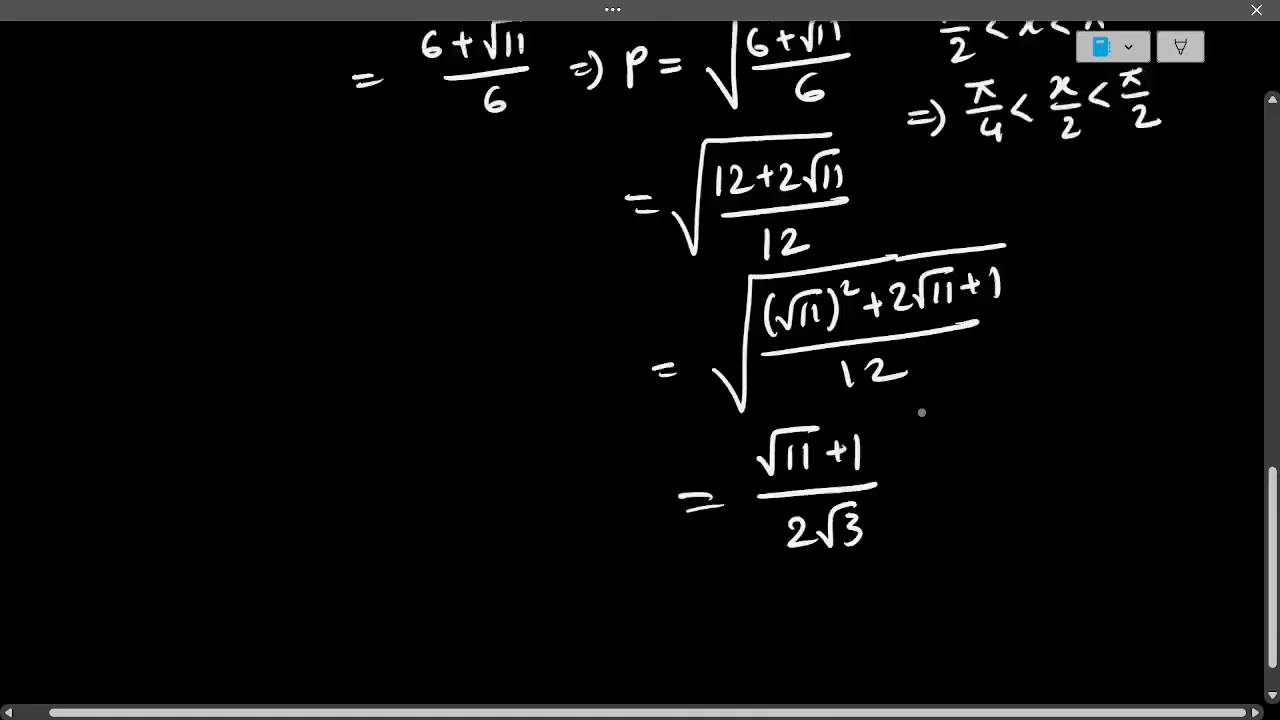 = (6 + √11)/6 ⇒ P = √((6 + √11)/6)
π/2 < x < π
⇒ π/4 < x/2 < π/2
= √((12 + 2√11)/12)
= √(((√11)² + 2√11 + 1)/12)
= (√11 + 1)/(2√3)